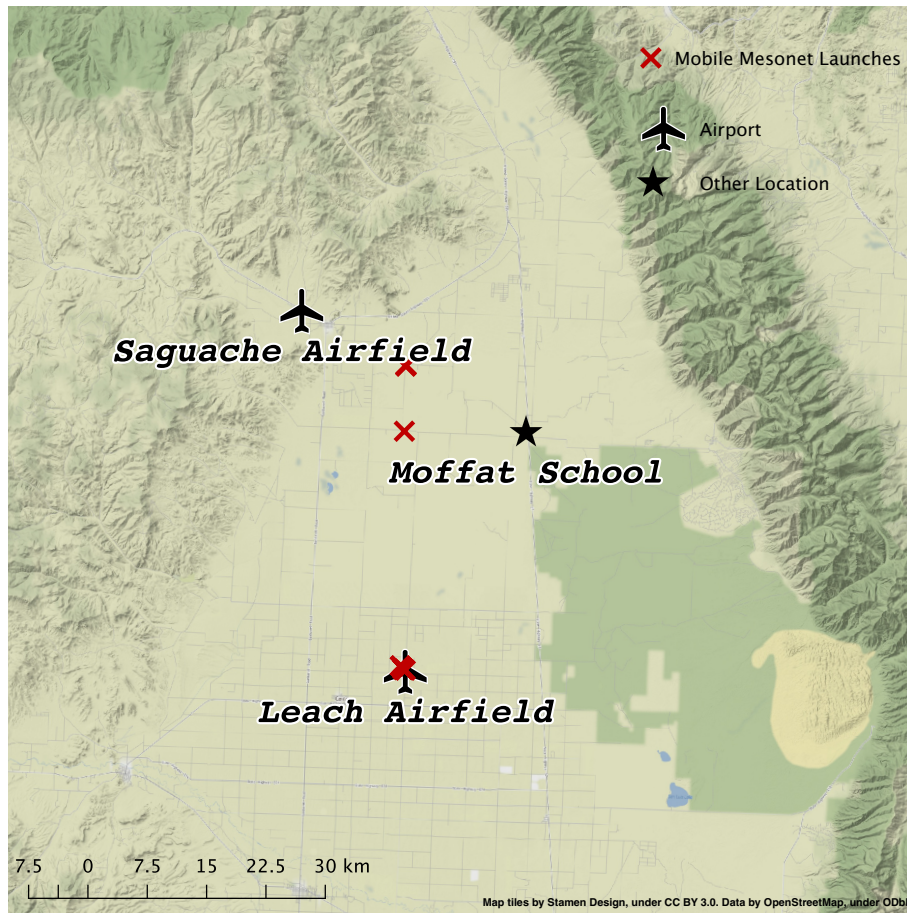 Mobile Mesonet Launches
Airport
Other Location
Saguache Airfield
Moffat School
Leach Airfield
7.5 0 7.5 15 22.5 30 km
Map tiles by Stamen Design, under CC BY 3.0. Data by OpenStreetMap, under ODbl